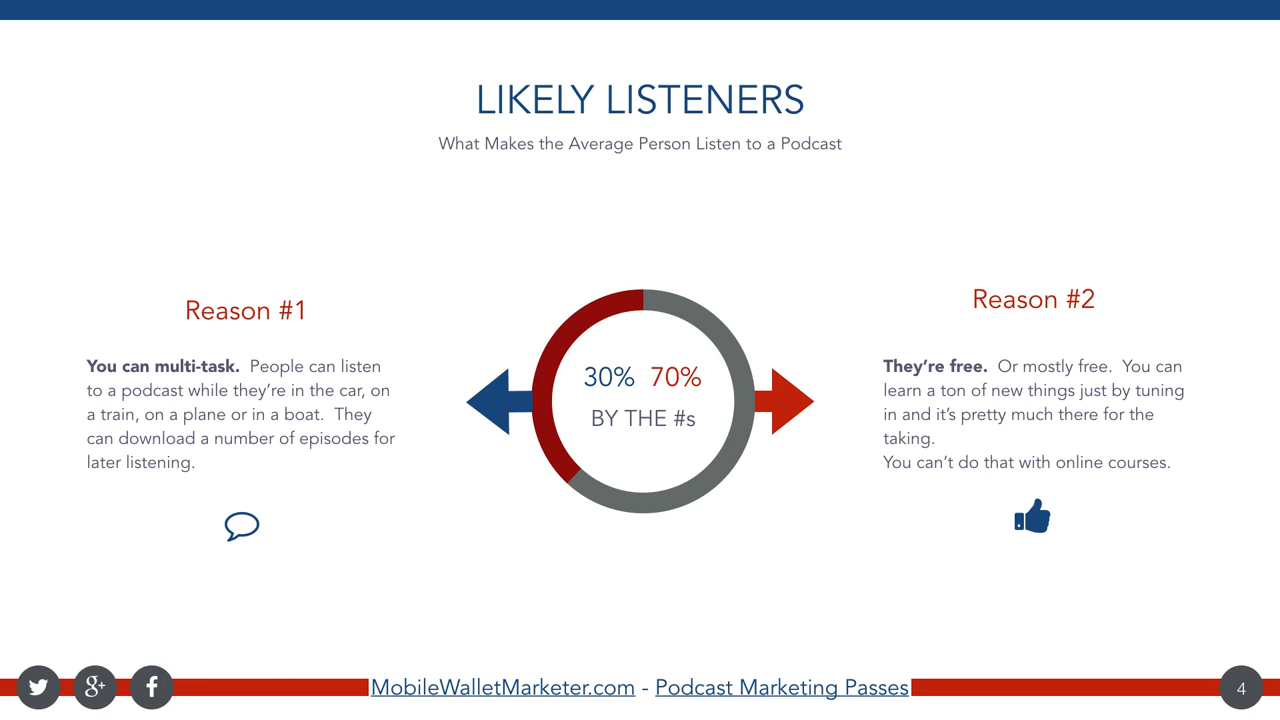 LIKELY LISTENERS
What Makes the Average Person Listen to a Podcast
Reason #1
You can multi-task.  People can listen
to a podcast while they're in the car, on
a train, on a plane or in a boat.  They
can download a number of episodes for
later listening.
30%  70%
BY THE #s
Reason #2
They're free.  Or mostly free.  You can
learn a ton of new things just by tuning
in and it's pretty much there for the
taking.
You can't do that with online courses.
MobileWalletMarketer.com - Podcast Marketing Passes
4